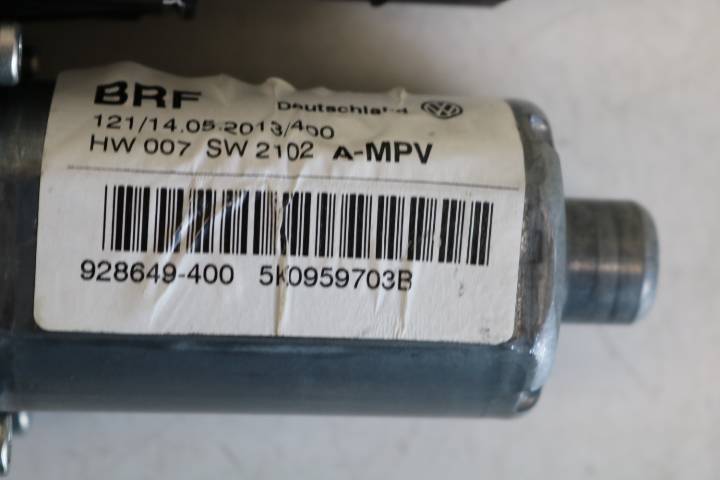 BRF Deutschland
121/14.05.2013/400
HW 007 SW 2102 A-MPV
928649-400 5K0959703B